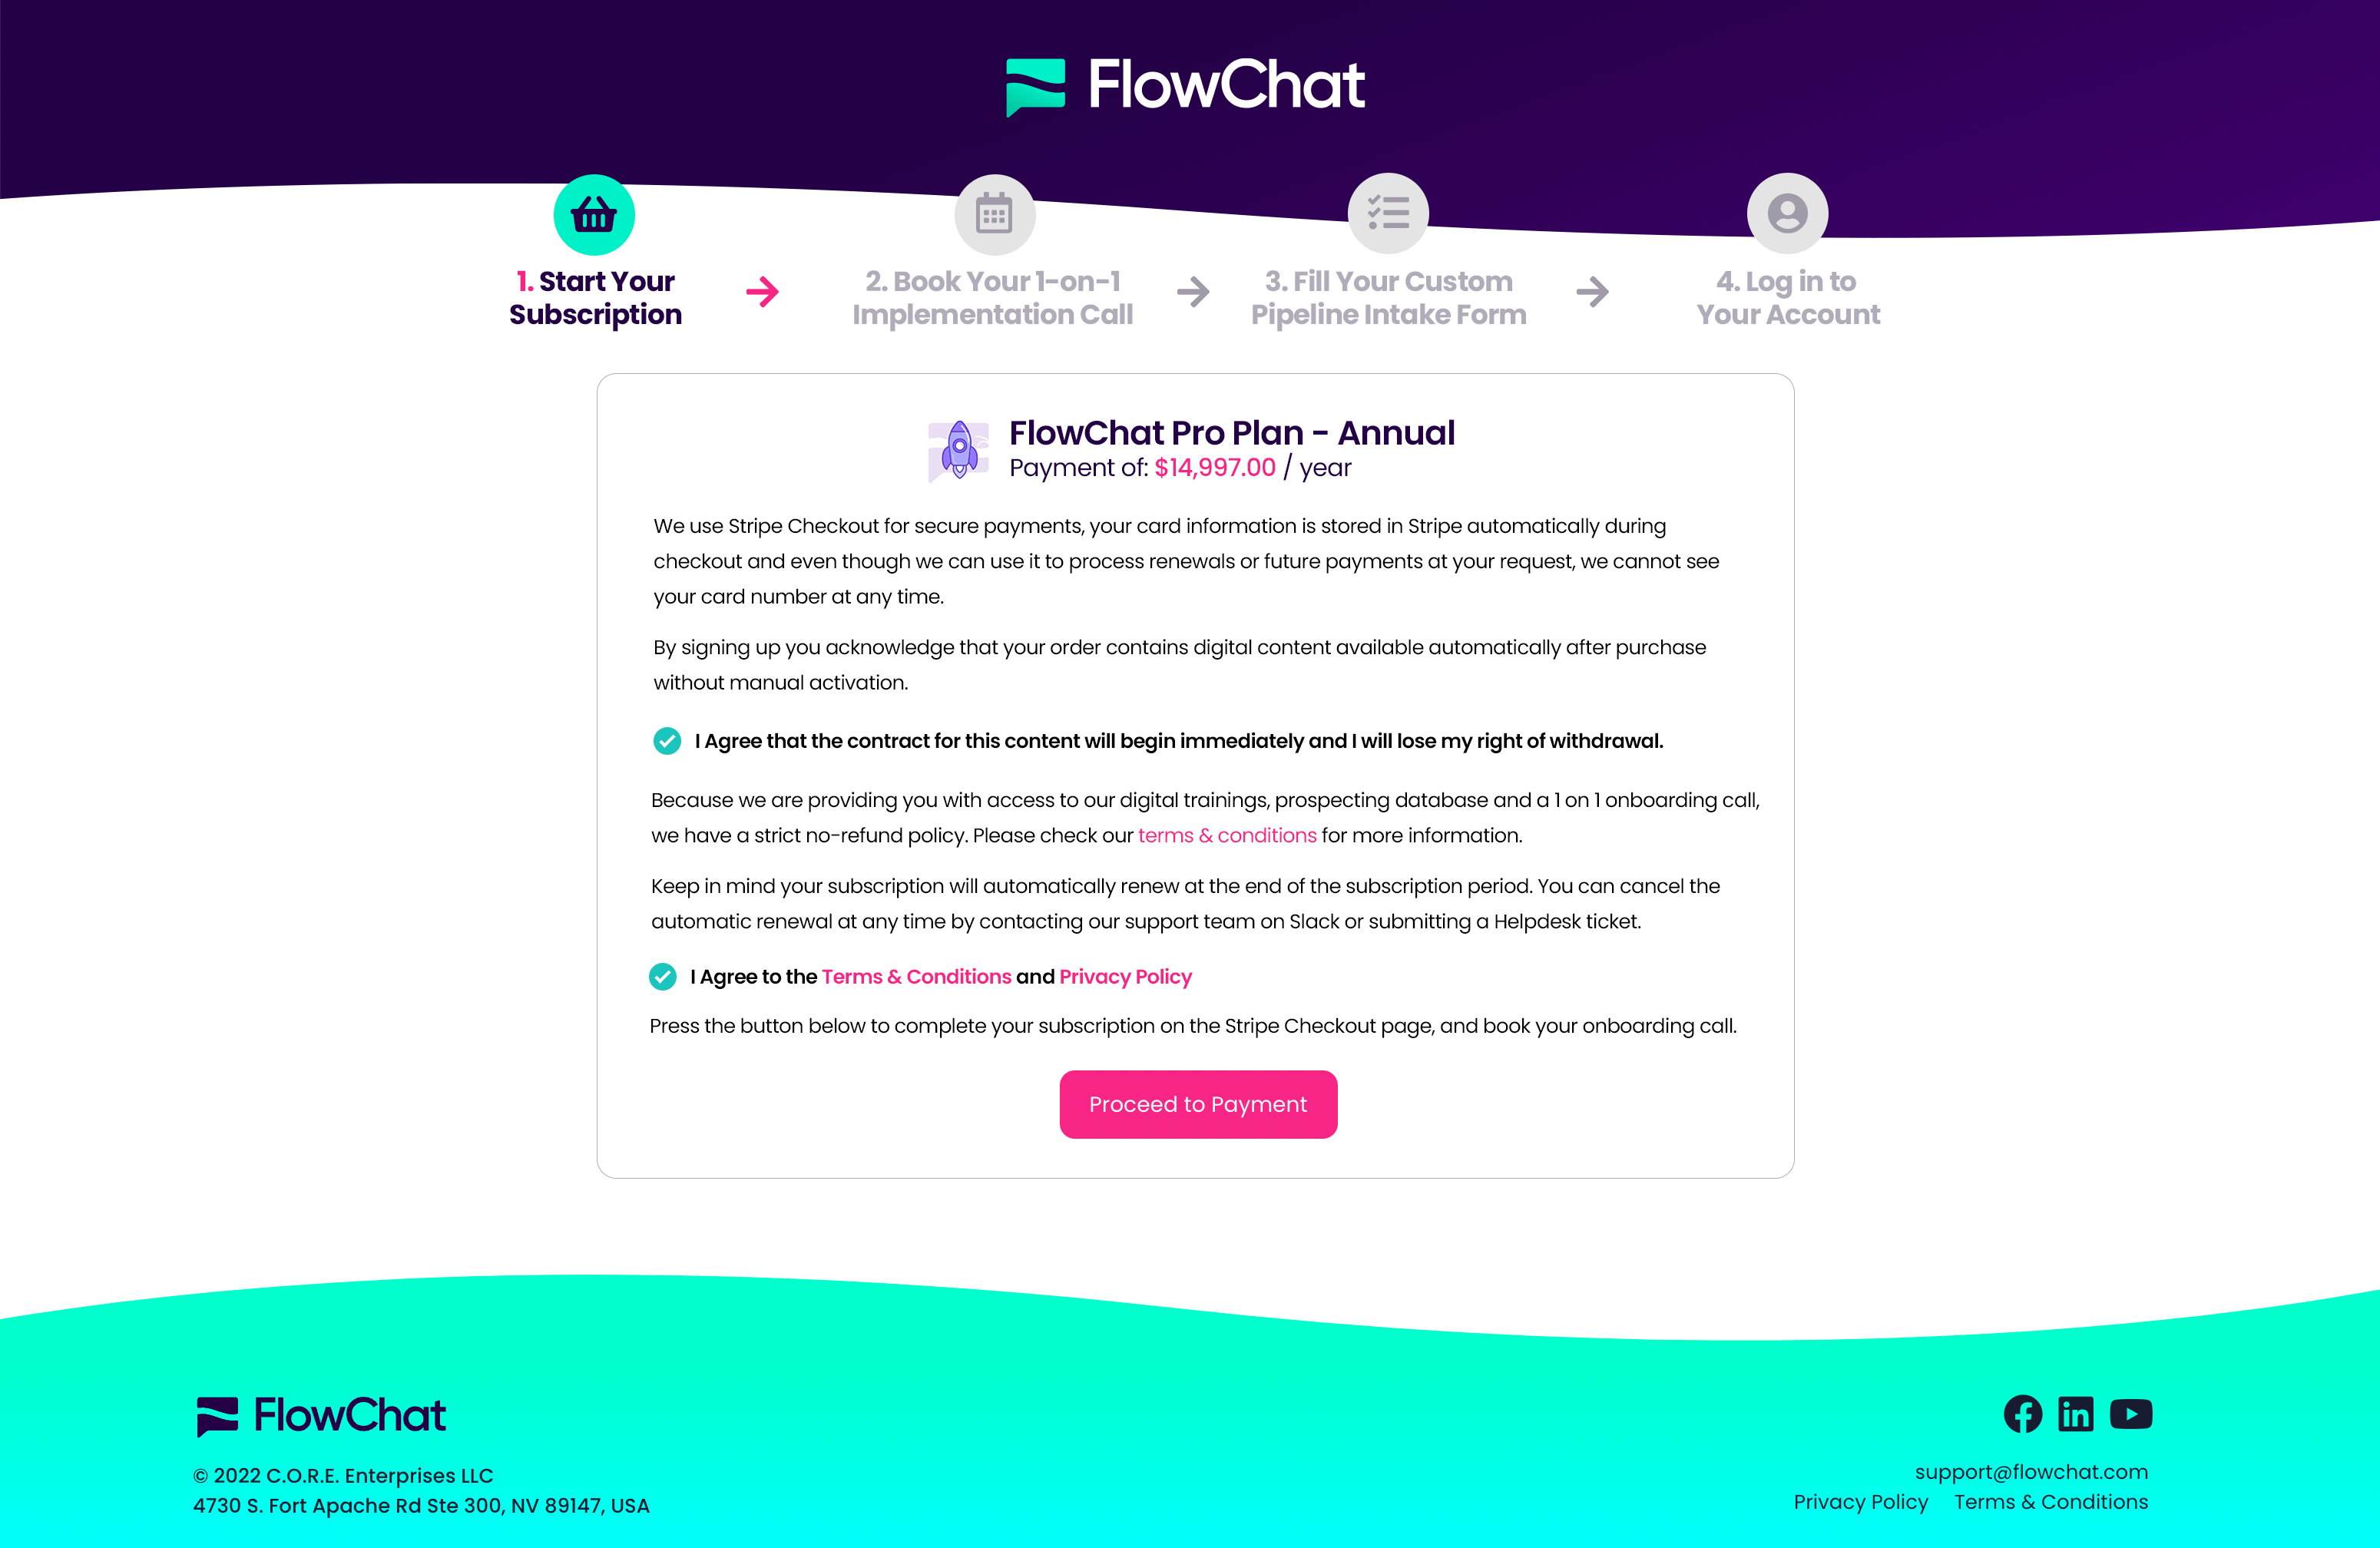 FlowChat
1. Start Your
Subscription
2. Book Your 1-on-1
Implementation Call
3. Fill Your Custom
Pipeline Intake Form
4. Log in to
Your Account
FlowChat Pro Plan - Annual
Payment of: $14,997.00 / year
We use Stripe Checkout for secure payments, your card information is stored in Stripe automatically during
checkout and even though we can use it to process renewals or future payments at your request, we cannot see
your card number at any time.
By signing up you acknowledge that your order contains digital content available automatically after purchase
without manual activation.
I Agree that the contract for this content will begin immediately and I will lose my right of withdrawal.
Because we are providing you with access to our digital trainings, prospecting database and a 1 on 1 onboarding call,
we have a strict no-refund policy. Please check our terms & conditions for more information.
Keep in mind your subscription will automatically renew at the end of the subscription period. You can cancel the
automatic renewal at any time by contacting our support team on Slack or submitting a Helpdesk ticket.
I Agree to the Terms & Conditions and Privacy Policy
Press the button below to complete your subscription on the Stripe Checkout page, and book your onboarding call.
Proceed to Payment
FlowChat
© 2022 C.O.R.E. Enterprises LLC
4730 S. Fort Apache Rd Ste 300, NV 89147, USA
support@flowchat.com
Privacy Policy Terms & Conditions